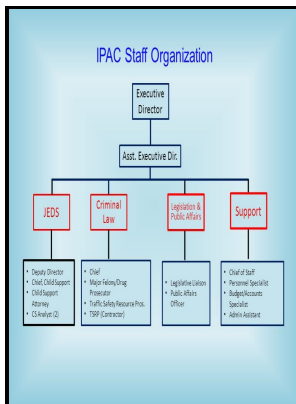 IPAC Staff Organization
Executive
Director
Asst. Executive Dir.
JEDS
Criminal
Law
Legislation &
Public Affairs
Support
• Deputy Director
• Chief, Child Support
• Child Support
Attorney
• CS Analyst (2)
• Chief
• Major Felony/Drug
Prosecutor
• Traffic Safety Resource Pros.
• TSRP (Contractor)
• Legislative Liaison
• Public Affairs
Officer
• Chief of Staff
• Personnel Specialist
• Budget/Accounts
Specialist
• Admin Assistant